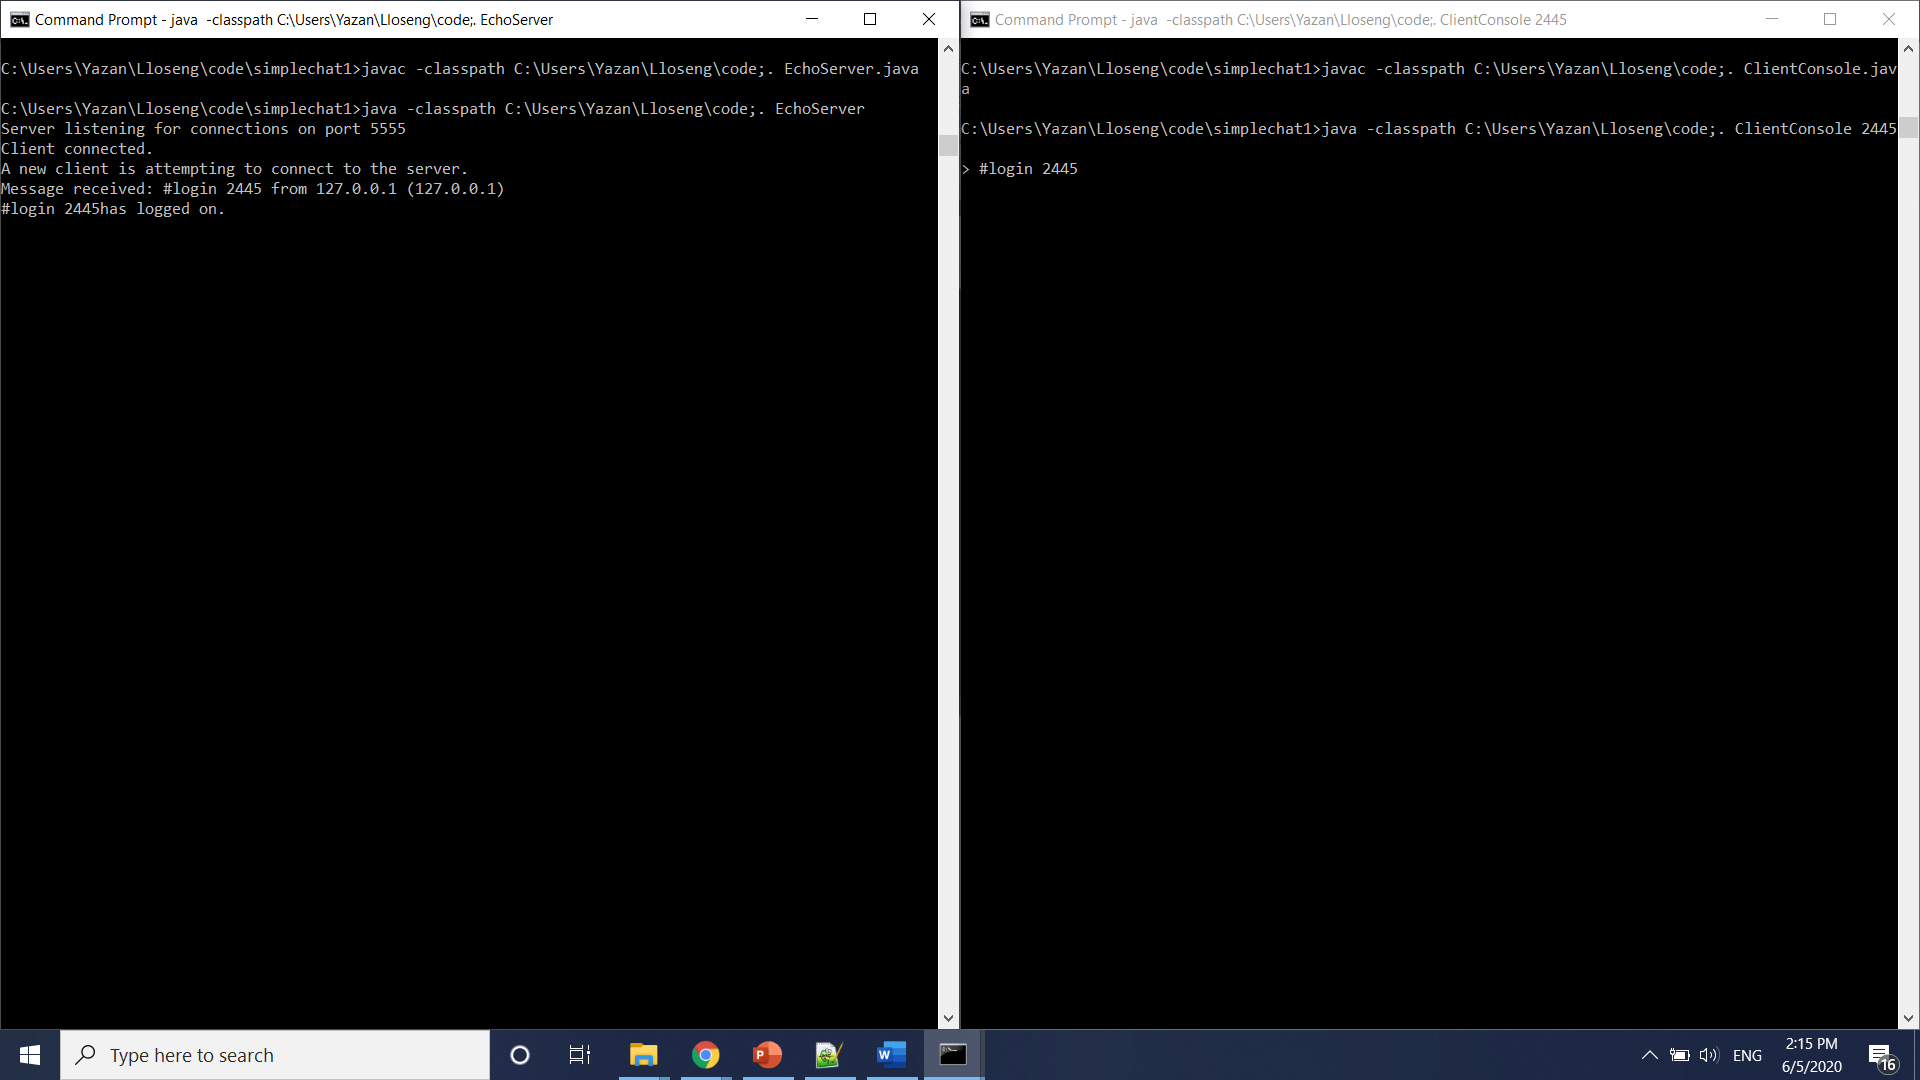 Command Prompt - java  -classpath C:\Users\Yazan\Lloseng\code;. EchoServer
C:\Users\Yazan\Lloseng\code\simplechat1>javac -classpath C:\Users\Yazan\Lloseng\code;. EchoServer.java
C:\Users\Yazan\Lloseng\code\simplechat1>java -classpath C:\Users\Yazan\Lloseng\code;. EchoServer
Server listening for connections on port 5555
Client connected.
A new client is attempting to connect to the server.
Message received: #login 2445 from 127.0.0.1 (127.0.0.1)
#login 2445has logged on.
Command Prompt - java  -classpath C:\Users\Yazan\Lloseng\code;. ClientConsole 2445
C:\Users\Yazan\Lloseng\code\simplechat1>javac -classpath C:\Users\Yazan\Lloseng\code;. ClientConsole.jav
a
C:\Users\Yazan\Lloseng\code\simplechat1>java -classpath C:\Users\Yazan\Lloseng\code;. ClientConsole 2445
> #login 2445
Type here to search
ENG
2:15 PM
6/5/2020
16